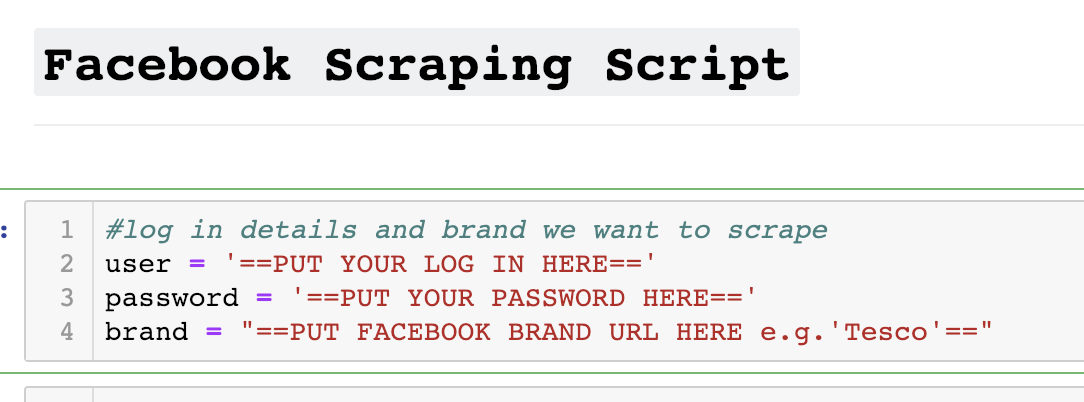 Facebook Scraping Script
:
1 #log in details and brand we want to scrape
2 user = '==PUT YOUR LOG IN HERE=='
3 password = '==PUT YOUR PASSWORD HERE=='
4 brand = "==PUT FACEBOOK BRAND URL HERE e.g.'Tesco'=="